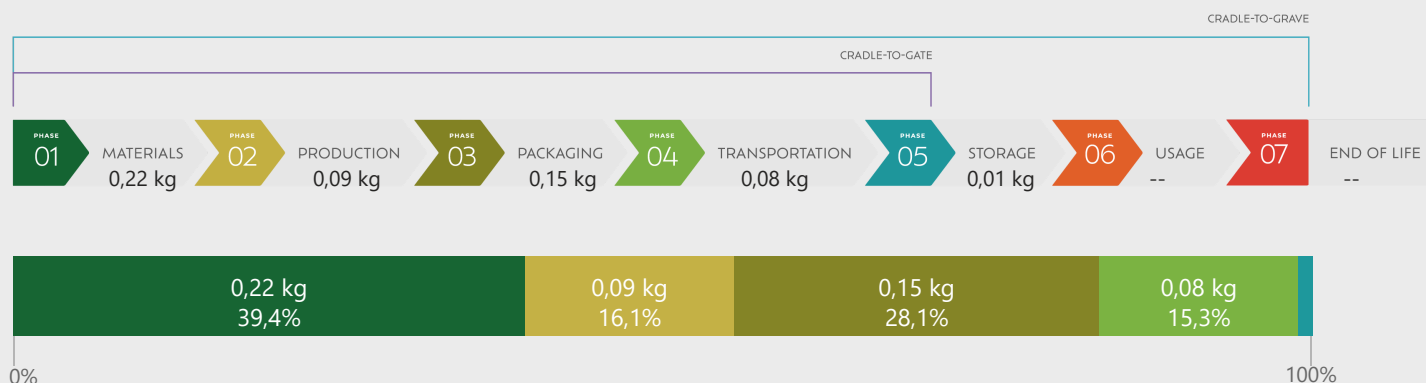 CRADLE-TO-GRAVE
CRADLE-TO-GATE
PHASE
01
MATERIALS
0,22 kg
PHASE
02
PRODUCTION
0,09 kg
PHASE
03
PACKAGING
0,15 kg
PHASE
04
TRANSPORTATION
0,08 kg
PHASE
05
STORAGE
0,01 kg
PHASE
06
USAGE
--
PHASE
07
END OF LIFE
--
0,22 kg
39,4%
0,09 kg
16,1%
0,15 kg
28,1%
0,08 kg
15,3%
0%
100%